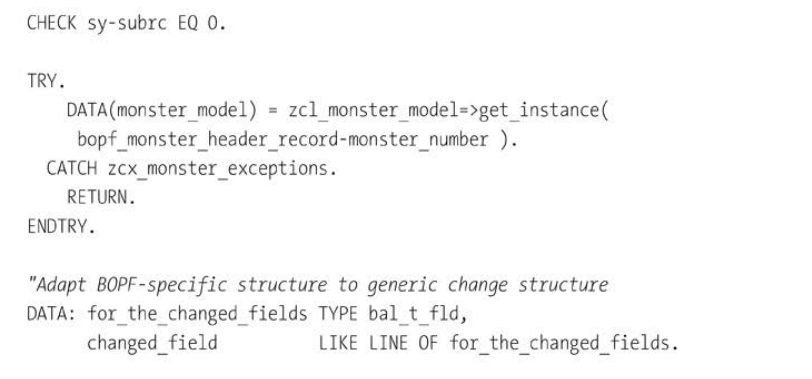 CHECK sy-subrc EQ 0.
TRY.
DATA(monster_model) = zcl_monster_model=>get_instance(
bopf_monster_header_record-monster_number ).
CATCH zcx_monster_exceptions.
RETURN.
ENDTRY.
"Adapt BOPF-specific structure to generic change structure
DATA: for_the_changed_fields TYPE bal_t_fld,
changed_field LIKE LINE OF for_the_changed_fields.